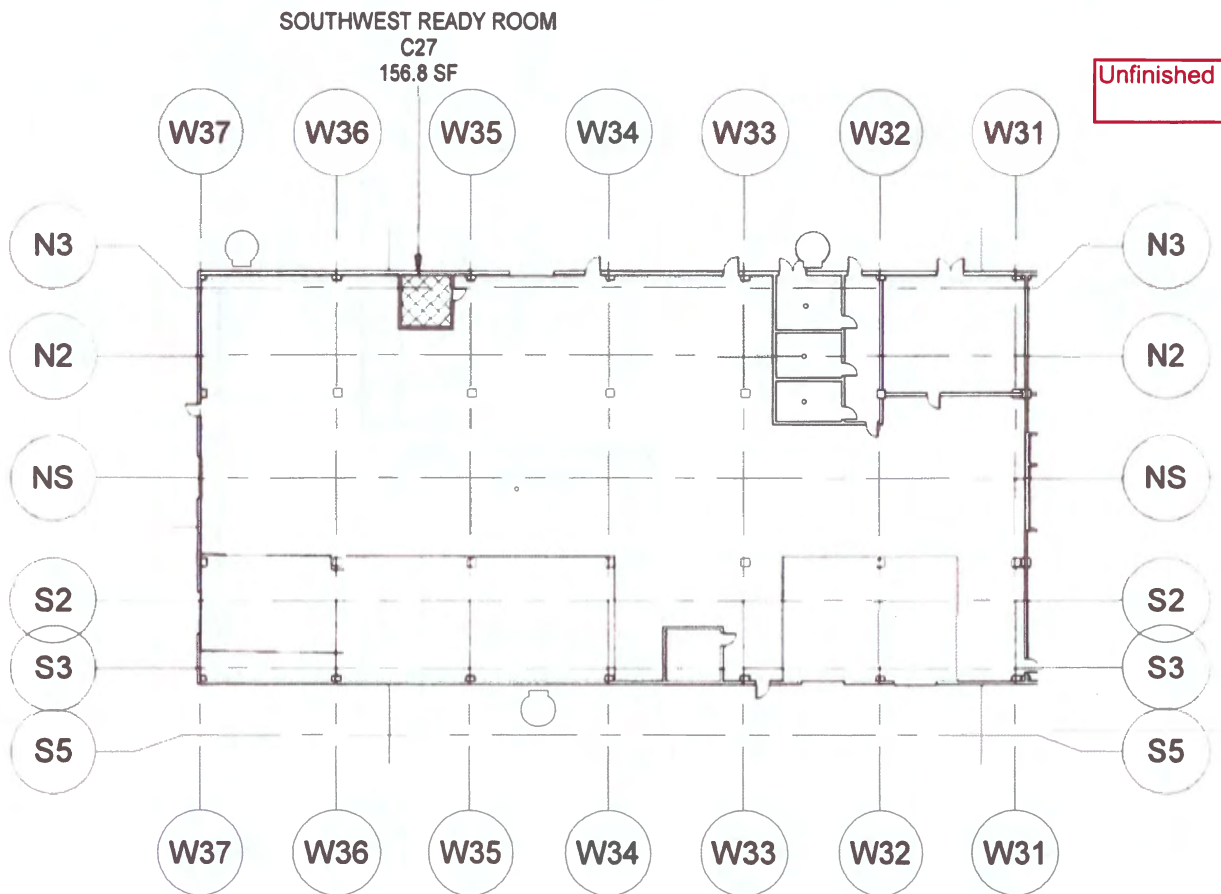 SOUTHWEST READY ROOM
C27
156.8 SF
Unfinished
W37 W36 W35 W34 W33 W32 W31
N3 N3
N2 N2
NS NS
S2 S2
S3 S3
S5 S5
W37 W36 W35 W34 W33 W32 W31